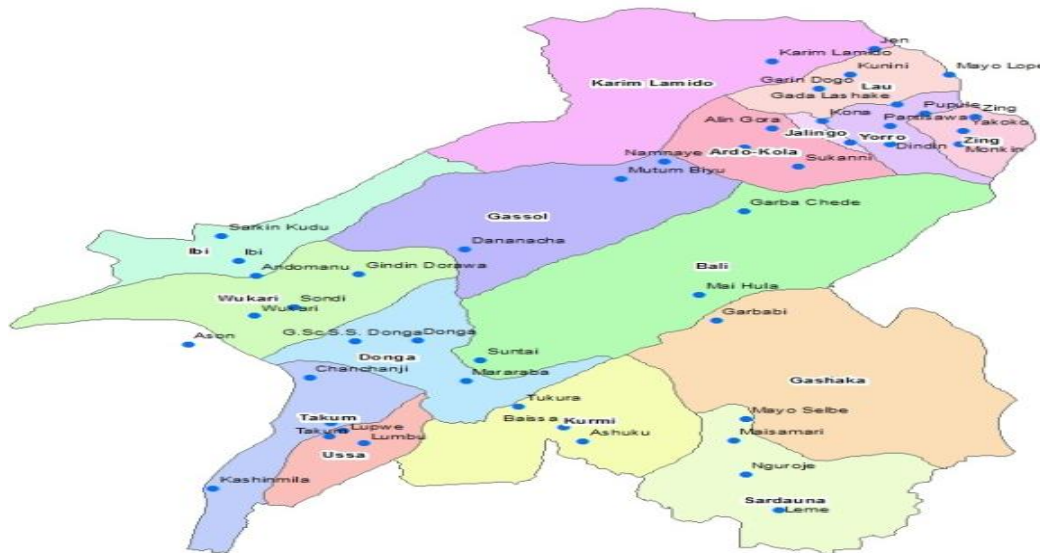 Jen
Karim Lamido
Kunini
Mayo Lope
Karim Lamido
Garin Dogo
Lau
Gada Lashake
Pupule
Zing
Kona
Pantisawa
Yakoko
Alin Gora
Jalingo
Yorro
Zing
Ardo-Kola
Dindin
Monkin
Namnaye
Sukanni
Mutum Biyu
Gassol
Garba Chede
Sarkin Kudu
Ibi
Ibi
Dananacha
Andomanu
Gindin Dorawa
Bali
Mai Hula
Wukari
Sondi
Wukari
Garbabi
Ason
G.Sc.S.S. Donga
Donga
Donga
Suntai
Chanchanji
Mararaba
Gashaka
Tukura
Takum
Baissa
Kurmi
Mayo Selbe
Takum
Lupwe
Lumbu
Ashuku
Maisamari
Ussa
Nguroje
Kashinmila
Sardauna
Leme